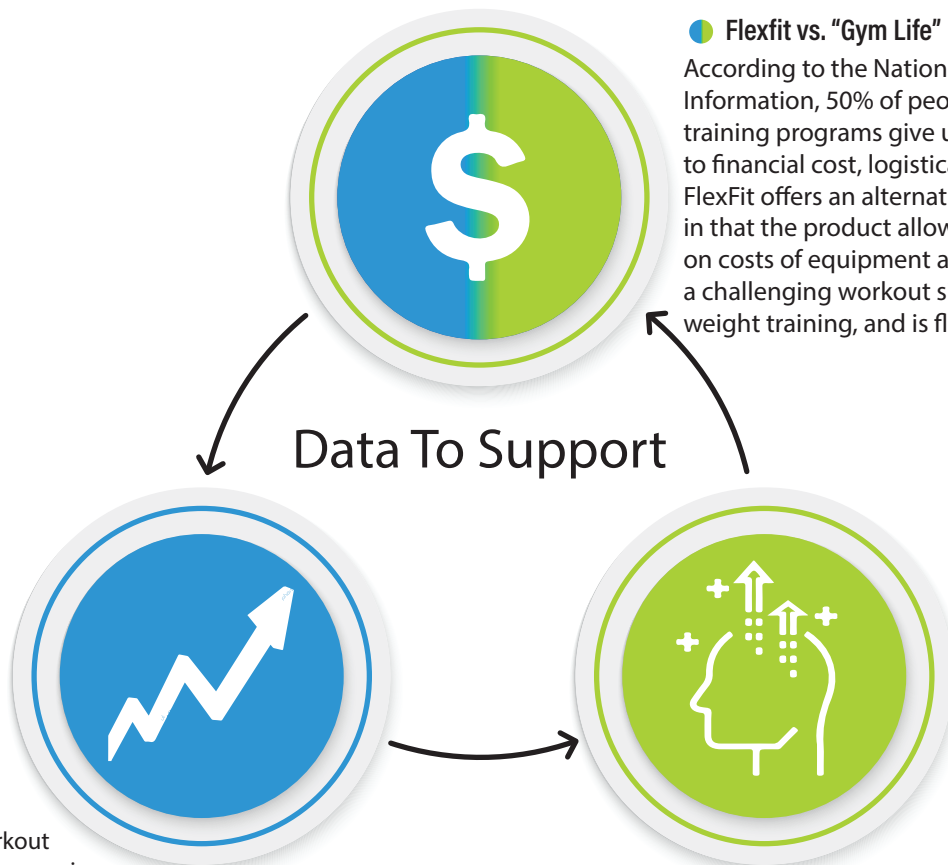 Flexfit vs. "Gym Life"
According to the Nation
Information, 50% of peo
training programs give u
to financial cost, logistica
FlexFit offers an alternat
in that the product allow
on costs of equipment a
a challenging workout s
weight training, and is fl
$
Data To Support
rkout